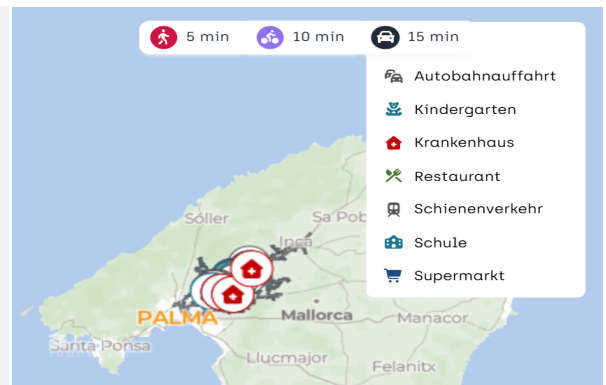 5 min 10 min 15 min
Autobahnauffahrt
Kindergarten
Krankenhaus
Restaurant
Schienenverkehr
Schule
Supermarkt
Sóller
Sa Pob
Inca
PALMA
Mallorca
Manacor
Santa Ponsa
Llucmajor
Felanitx